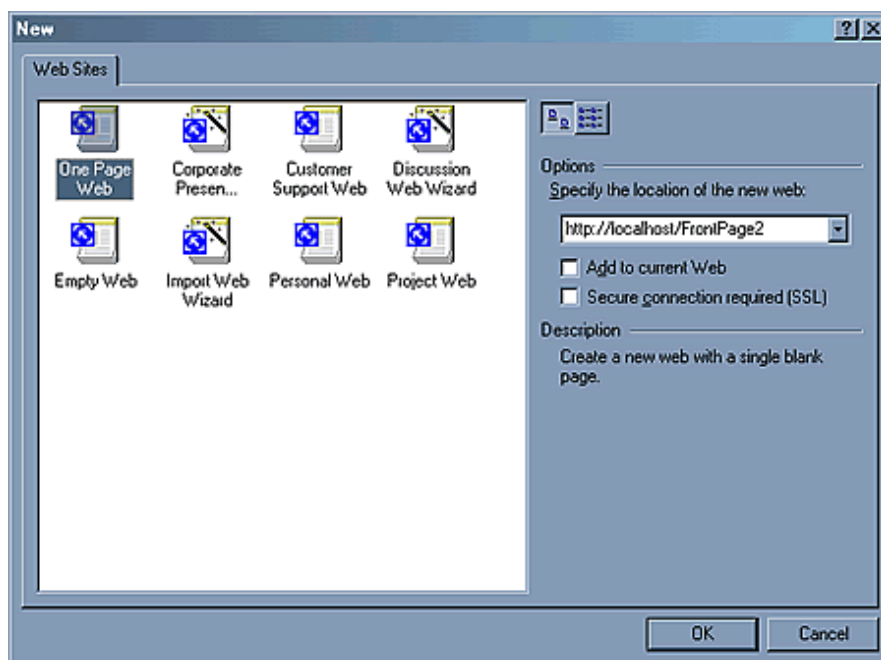 New
Web Sites
One Page
Web
Corporate
Presen...
Customer
Support Web
Discussion
Web Wizard
Empty Web
Import Web
Wizard
Personal Web
Project Web
Options
Specify the location of the new web:
http://localhost/FrontPage2
Add to current Web
Secure connection required (SSL)
Description
Create a new web with a single blank
page.
OK
Cancel